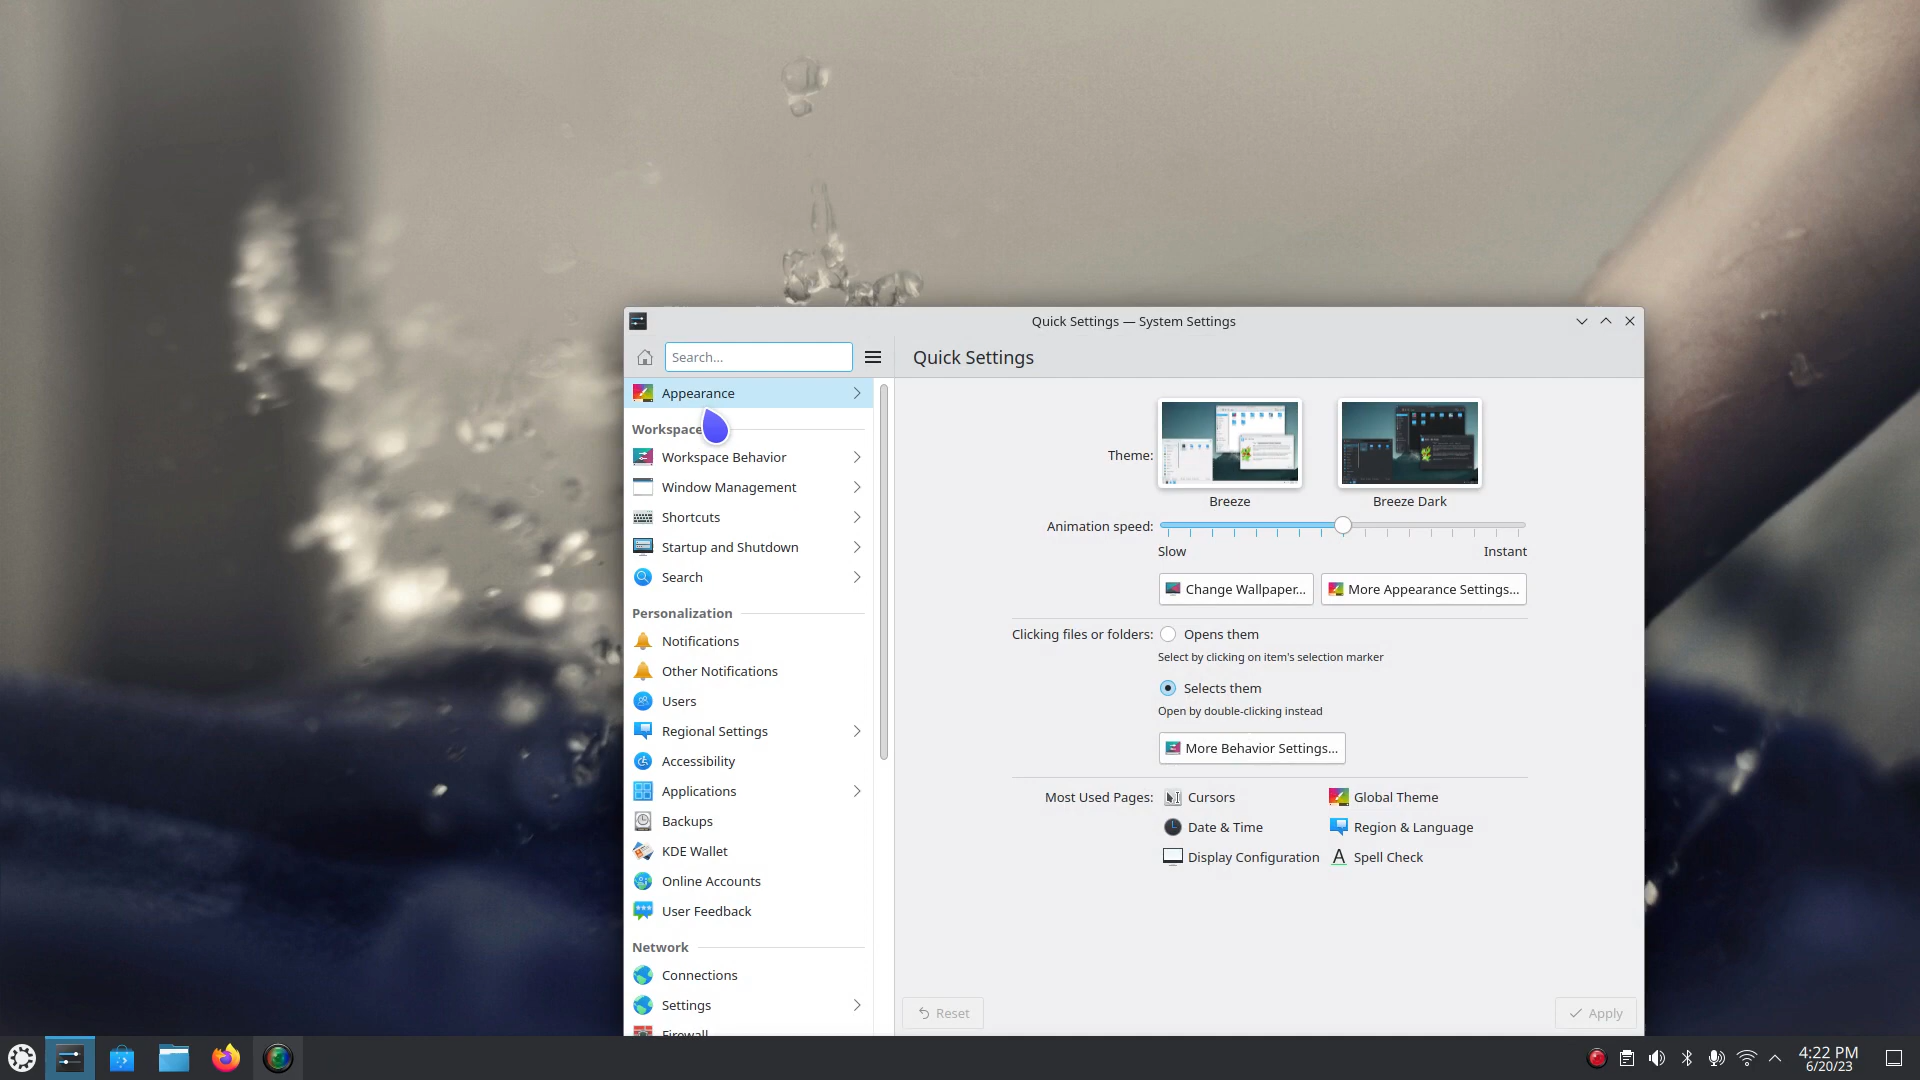 Quick Settings — System Settings
Search...
Quick Settings
Appearance
Workspace
Workspace Behavior
Window Management
Shortcuts
Startup and Shutdown
Search
Personalization
Notifications
Other Notifications
Users
Regional Settings
Accessibility
Applications
Backups
KDE Wallet
Online Accounts
User Feedback
Network
Connections
Settings
Firewall
Theme:
Breeze
Breeze Dark
Animation speed:
Slow
Instant
Change Wallpaper...
More Appearance Settings...
Clicking files or folders:
Opens them
Select by clicking on item's selection marker
Selects them
Open by double-clicking instead
More Behavior Settings...
Most Used Pages:
Cursors
Global Theme
Date & Time
Region & Language
Display Configuration
Spell Check
Reset
Apply
4:22 PM
6/20/23